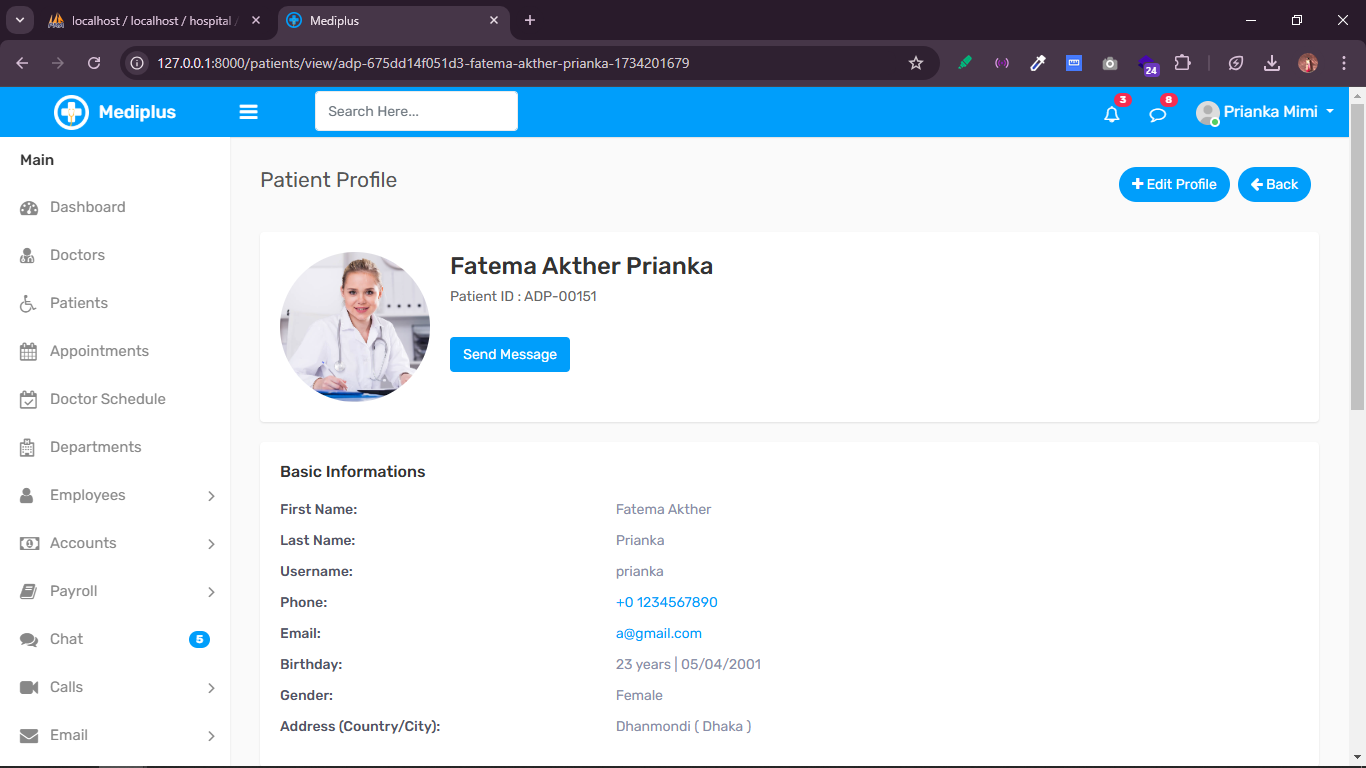 localhost / localhost / hospital /
Mediplus
127.0.0.1:8000/patients/view/adp-675dd14f051d3-fatema-akther-prianka-1734201679
24
Mediplus
Search Here...
3
8
Prianka Mimi
Main
Dashboard
Doctors
Patients
Appointments
Doctor Schedule
Departments
Employees
Accounts
Payroll
Chat
5
Calls
Email
Patient Profile
Edit Profile
Back
Fatema Akther Prianka
Patient ID : ADP-00151
Send Message
Basic Informations
First Name: Fatema Akther
Last Name: Prianka
Username: prianka
Phone: +0 1234567890
Email: a@gmail.com
Birthday: 23 years | 05/04/2001
Gender: Female
Address (Country/City): Dhanmondi ( Dhaka )